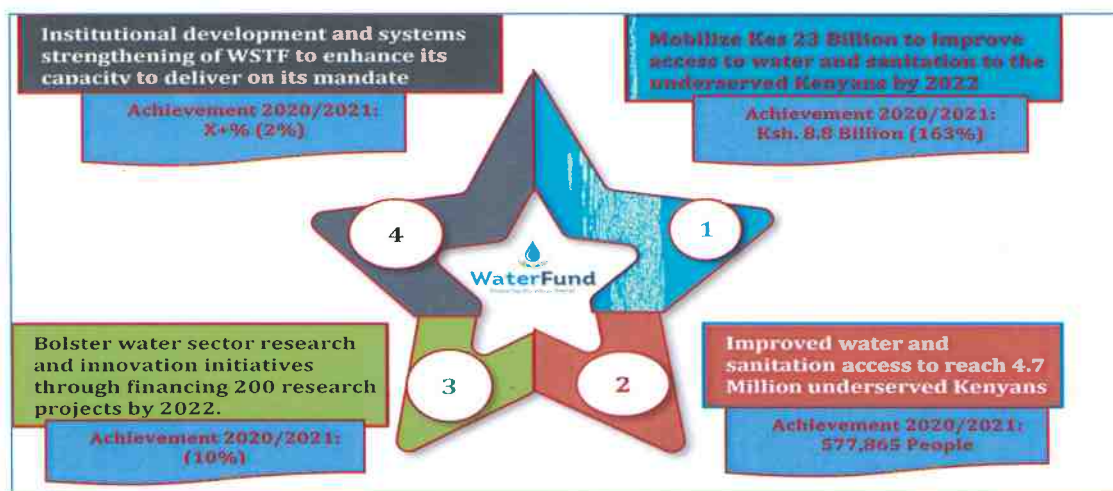 Institutional development and systems
strengthening of WSTF to enhance its
capacity to deliver on its mandate
Achievement 2020/2021:
X+% (2%)
Mobilize Kes 23 Billion to improve
access to water and sanitation to the
underserved Kenyans by 2022
Achievement 2020/2021:
Ksh. 8.8 Billion (163%)
4
1
WaterFund
3
2
Bolster water sector research
and innovation initiatives
through financing 200 research
projects by 2022.
Achievement 2020/2021:
(10%)
Improved water and
sanitation access to reach 4.7
Million underserved Kenyans
Achievement 2020/2021:
577,865 People